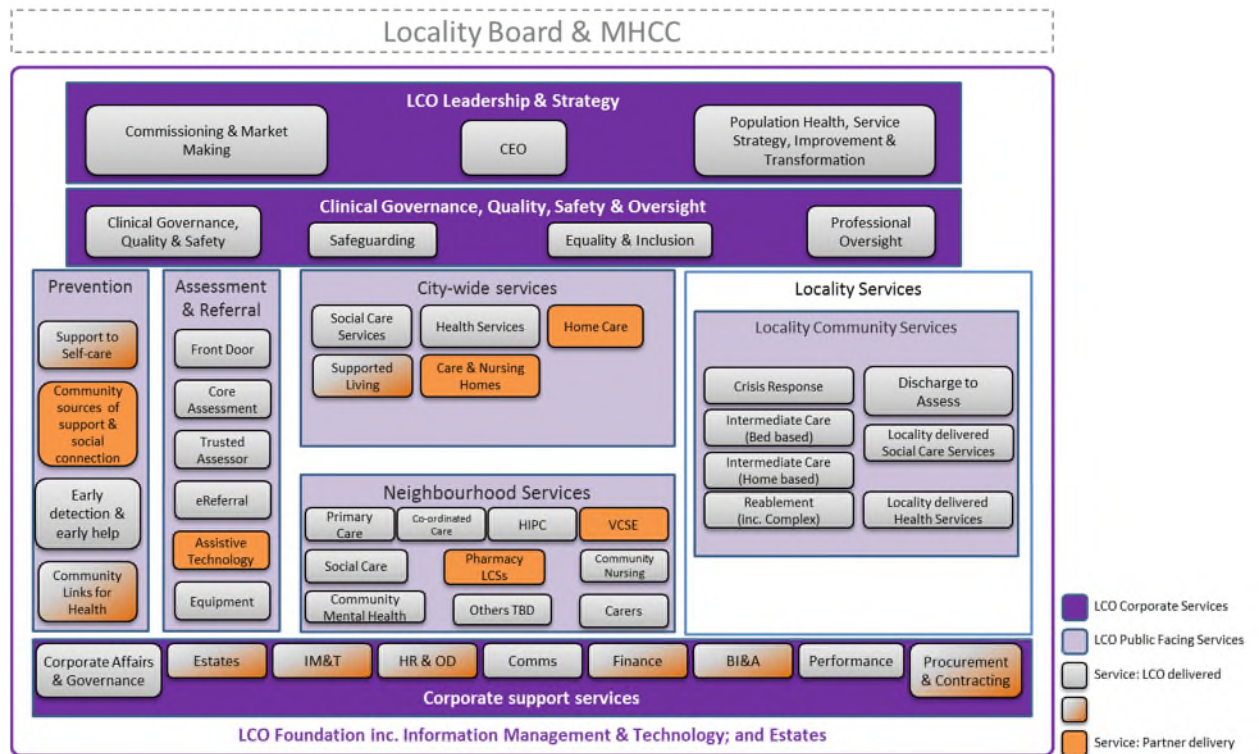 Locality Board & MHCC
LCO Leadership & Strategy
Commissioning & Market
Making
CEO
Population Health, Service
Strategy, Improvement &
Transformation
Clinical Governance, Quality, Safety & Oversight
Clinical Governance,
Quality & Safety
Safeguarding
Equality & Inclusion
Professional
Oversight
Prevention
Support to
Self-care
Community
sources of
support &
social
connection
Early
detection &
early help
Community
Links for
Health
Assessment
& Referral
Front Door
Core
Assessment
Trusted
Assessor
eReferral
Assistive
Technology
Equipment
City-wide services
Social Care
Services
Health Services
Home Care
Supported
Living
Care & Nursing
Homes
Neighbourhood Services
Primary
Care
Co-ordinated
Care
HIPC
VCSE
Social Care
Pharmacy
LCSs
Community
Nursing
Community
Mental Health
Others TBD
Carers
Locality Services
Locality Community Services
Crisis Response
Discharge to
Assess
Intermediate Care
(Bed based)
Locality delivered
Social Care Services
Intermediate Care
(Home based)
Reablement
(Inc. Complex)
Locality delivered
Health Services
Corporate Affairs
& Governance
Estates
IM&T
HR & OD
Comms
Finance
BI&A
Performance
Procurement
& Contracting
Corporate support services
LCO Foundation inc. Information Management & Technology; and Estates
LCO Corporate Services
LCO Public Facing Services
Service: LCO delivered
Service: Partner delivery